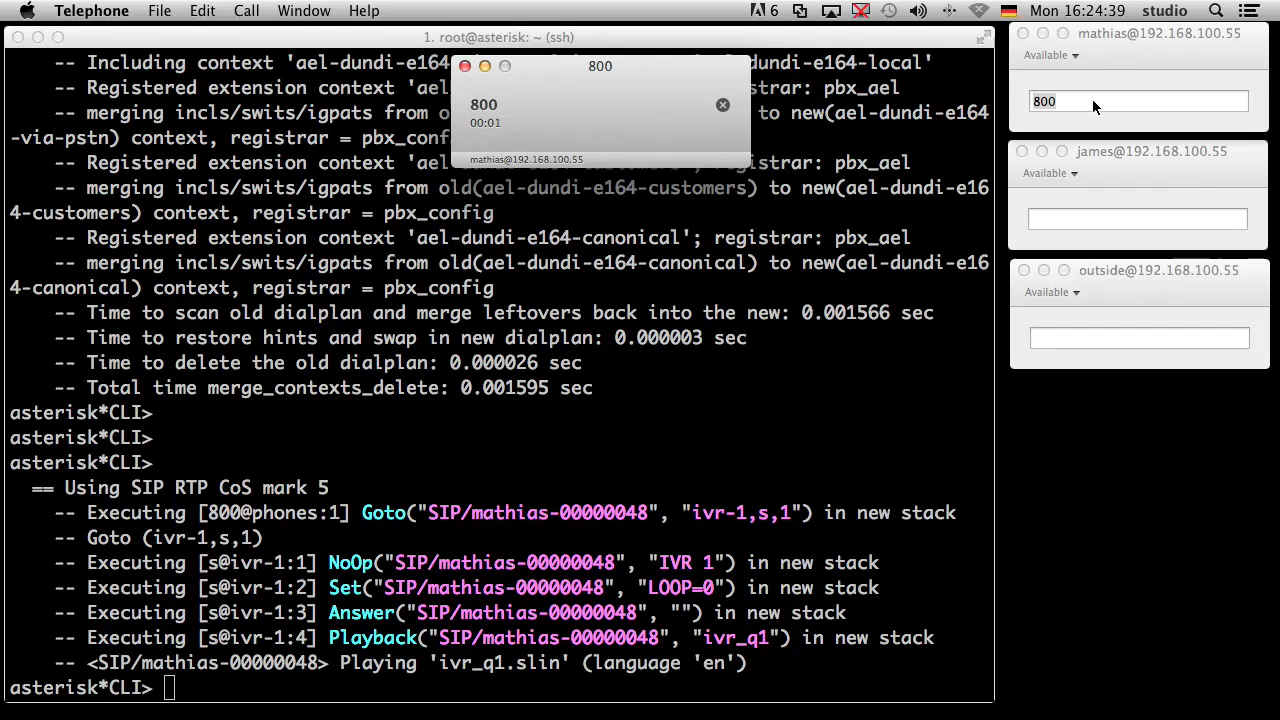 Telephone File Edit Call Window Help 6 Mon 16:24:39 studio
1. root@asterisk: ~ (ssh)
-- Including context 'ael-dundi-e164- undi-e164-local'
-- Registered extension context 'ael rar: pbx_ael
-- merging incls/swits/igpats from o to new(ael-dundi-e164
-via-pstn) context, registrar = pbx_conf
-- Registered extension context 'ael rar: pbx_ael
-- merging incls/swits/igpats from old(ael-dundi-e164-customers) to new(ael-dundi-e16
4-customers) context, registrar = pbx_config
-- Registered extension context 'ael-dundi-e164-canonical'; registrar: pbx_ael
-- merging incls/swits/igpats from old(ael-dundi-e164-canonical) to new(ael-dundi-e16
4-canonical) context, registrar = pbx_config
-- Time to scan old dialplan and merge leftovers back into the new: 0.001566 sec
-- Time to restore hints and swap in new dialplan: 0.000003 sec
-- Time to delete the old dialplan: 0.000026 sec
-- Total time merge_contexts_delete: 0.001595 sec
asterisk*CLI>
asterisk*CLI>
asterisk*CLI>
== Using SIP RTP CoS mark 5
-- Executing [800@phones:1] Goto("SIP/mathias-00000048", "ivr-1,s,1") in new stack
-- Goto (ivr-1,s,1)
-- Executing [s@ivr-1:1] NoOp("SIP/mathias-00000048", "IVR 1") in new stack
-- Executing [s@ivr-1:2] Set("SIP/mathias-00000048", "LOOP=0") in new stack
-- Executing [s@ivr-1:3] Answer("SIP/mathias-00000048", "") in new stack
-- Executing [s@ivr-1:4] Playback("SIP/mathias-00000048", "ivr_q1") in new stack
-- <SIP/mathias-00000048> Playing 'ivr_q1.slin' (language 'en')
asterisk*CLI>
800
800
00:01
mathias@192.168.100.55
mathias@192.168.100.55
Available
800
james@192.168.100.55
Available
outside@192.168.100.55
Available